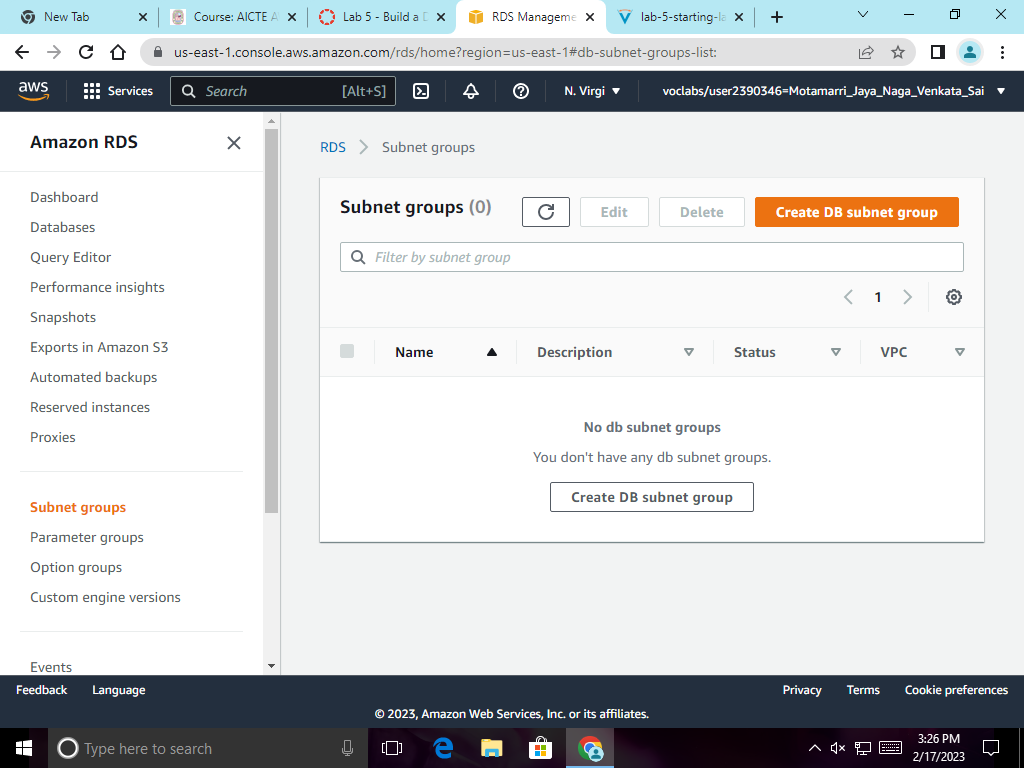 New Tab
Course: AICTE A
Lab 5 - Build a D
RDS Manageme
lab-5-starting-la
us-east-1.console.aws.amazon.com/rds/home?region=us-east-1#db-subnet-groups-list:
aws
Services
Search
[Alt+S]
N. Virgi
voclabs/user2390346=Motamarri_Jaya_Naga_Venkata_Sai
Amazon RDS
Dashboard
Databases
Query Editor
Performance insights
Snapshots
Exports in Amazon S3
Automated backups
Reserved instances
Proxies
Subnet groups
Parameter groups
Option groups
Custom engine versions
Events
RDS
Subnet groups
Subnet groups (0)
Edit
Delete
Create DB subnet group
Filter by subnet group
1
Name
Description
Status
VPC
No db subnet groups
You don't have any db subnet groups.
Create DB subnet group
Feedback
Language
Privacy
Terms
Cookie preferences
© 2023, Amazon Web Services, Inc. or its affiliates.
Type here to search
3:26 PM
2/17/2023